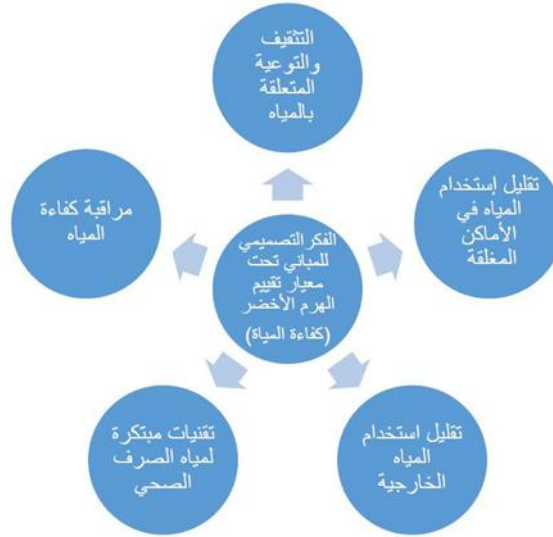 التثقيف
والتوعية
المتعلقة
بالمياه
تقليل إستخدام
المياه في
الأماكن
المغلقة
مراقبة كفاءة
المياه
الفكر التصميمي
للمباني تحت
معيار تقييم
الهرم الأخضر
(كفاءة المياة)
تقنيات مبتكرة
لمياه الصرف
الصحي
تقليل استخدام
المياه
الخارجية